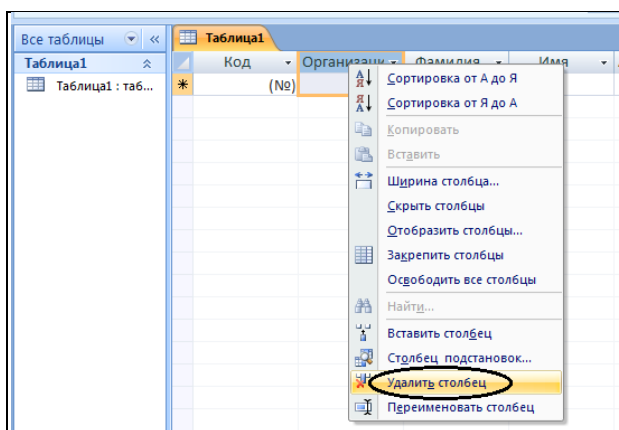 Все таблицы
Таблица1
Таблица1
Таблица1 : таб...
Код
Организаци
Фамилия
Имя
(№)
Сортировка от А до Я
Сортировка от Я до А
Копировать
Вставить
Ширина столбца...
Скрыть столбцы
Отобразить столбцы...
Закрепить столбцы
Освободить все столбцы
Найти...
Вставить столбец
Столбец подстановок...
Удалить столбец
Переименовать столбец